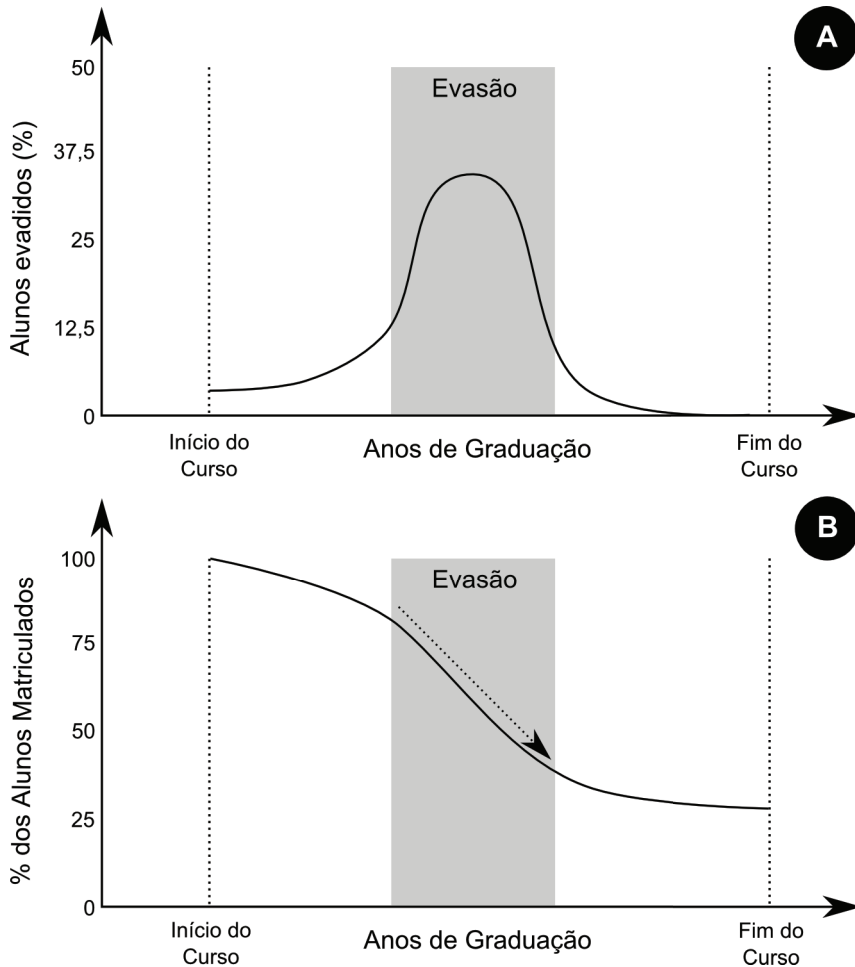 A
50
Evasão
37,5
25
12,5
0
Alunos evadidos (%)
Início do
Curso
Anos de Graduação
Fim do
Curso
B
100
Evasão
75
50
25
0
% dos Alunos Matriculados
Início do
Curso
Anos de Graduação
Fim do
Curso